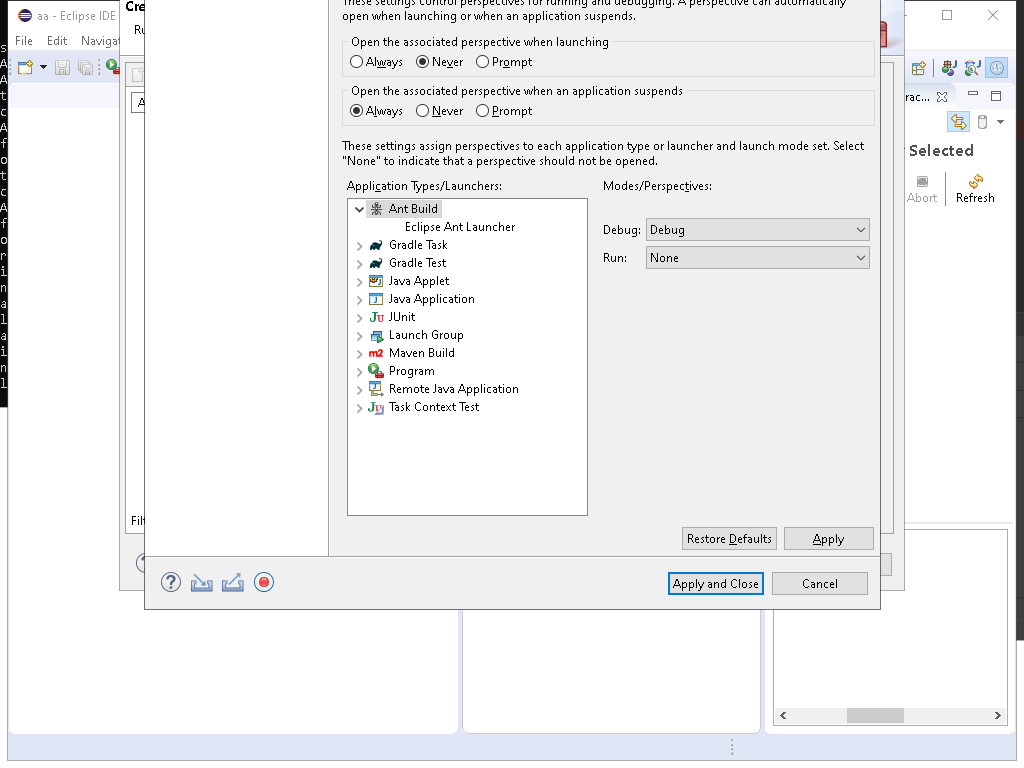 aa - Eclipse IDE
Cre
File Edit Navigat
Ru
These settings control perspectives for running and debugging. A perspective can automatically
open when launching or when an application suspends.
Open the associated perspective when launching
Always Never Prompt
Open the associated perspective when an application suspends
Always Never Prompt
These settings assign perspectives to each application type or launcher and launch mode set. Select
"None" to indicate that a perspective should not be opened.
Application Types/Launchers:
Modes/Perspectives:
Ant Build
Eclipse Ant Launcher
Gradle Task
Gradle Test
Java Applet
Java Application
JUnit
Launch Group
Maven Build
Program
Remote Java Application
Task Context Test
Debug: Debug
Run: None
Restore Defaults Apply
Apply and Close Cancel
Filt
rac...
Selected
Abort Refresh